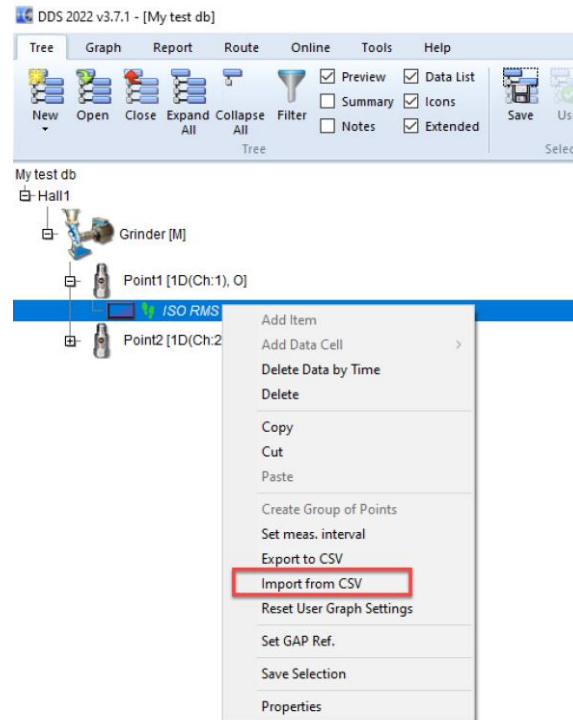 DDS 2022 v3.7.1 - [My test db]
Tree Graph Report Route Online Tools Help
New Open Close Expand All Collapse All Filter
Preview Data List
Summary Icons
Notes Extended
Save
Tree
My test db
Hall1
Grinder [M]
Point1 [1D(Ch:1), O]
ISO RMS
Point2 [1D(Ch:2
Add Item
Add Data Cell
Delete Data by Time
Delete
Copy
Cut
Paste
Create Group of Points
Set meas. interval
Export to CSV
Import from CSV
Reset User Graph Settings
Set GAP Ref.
Save Selection
Properties